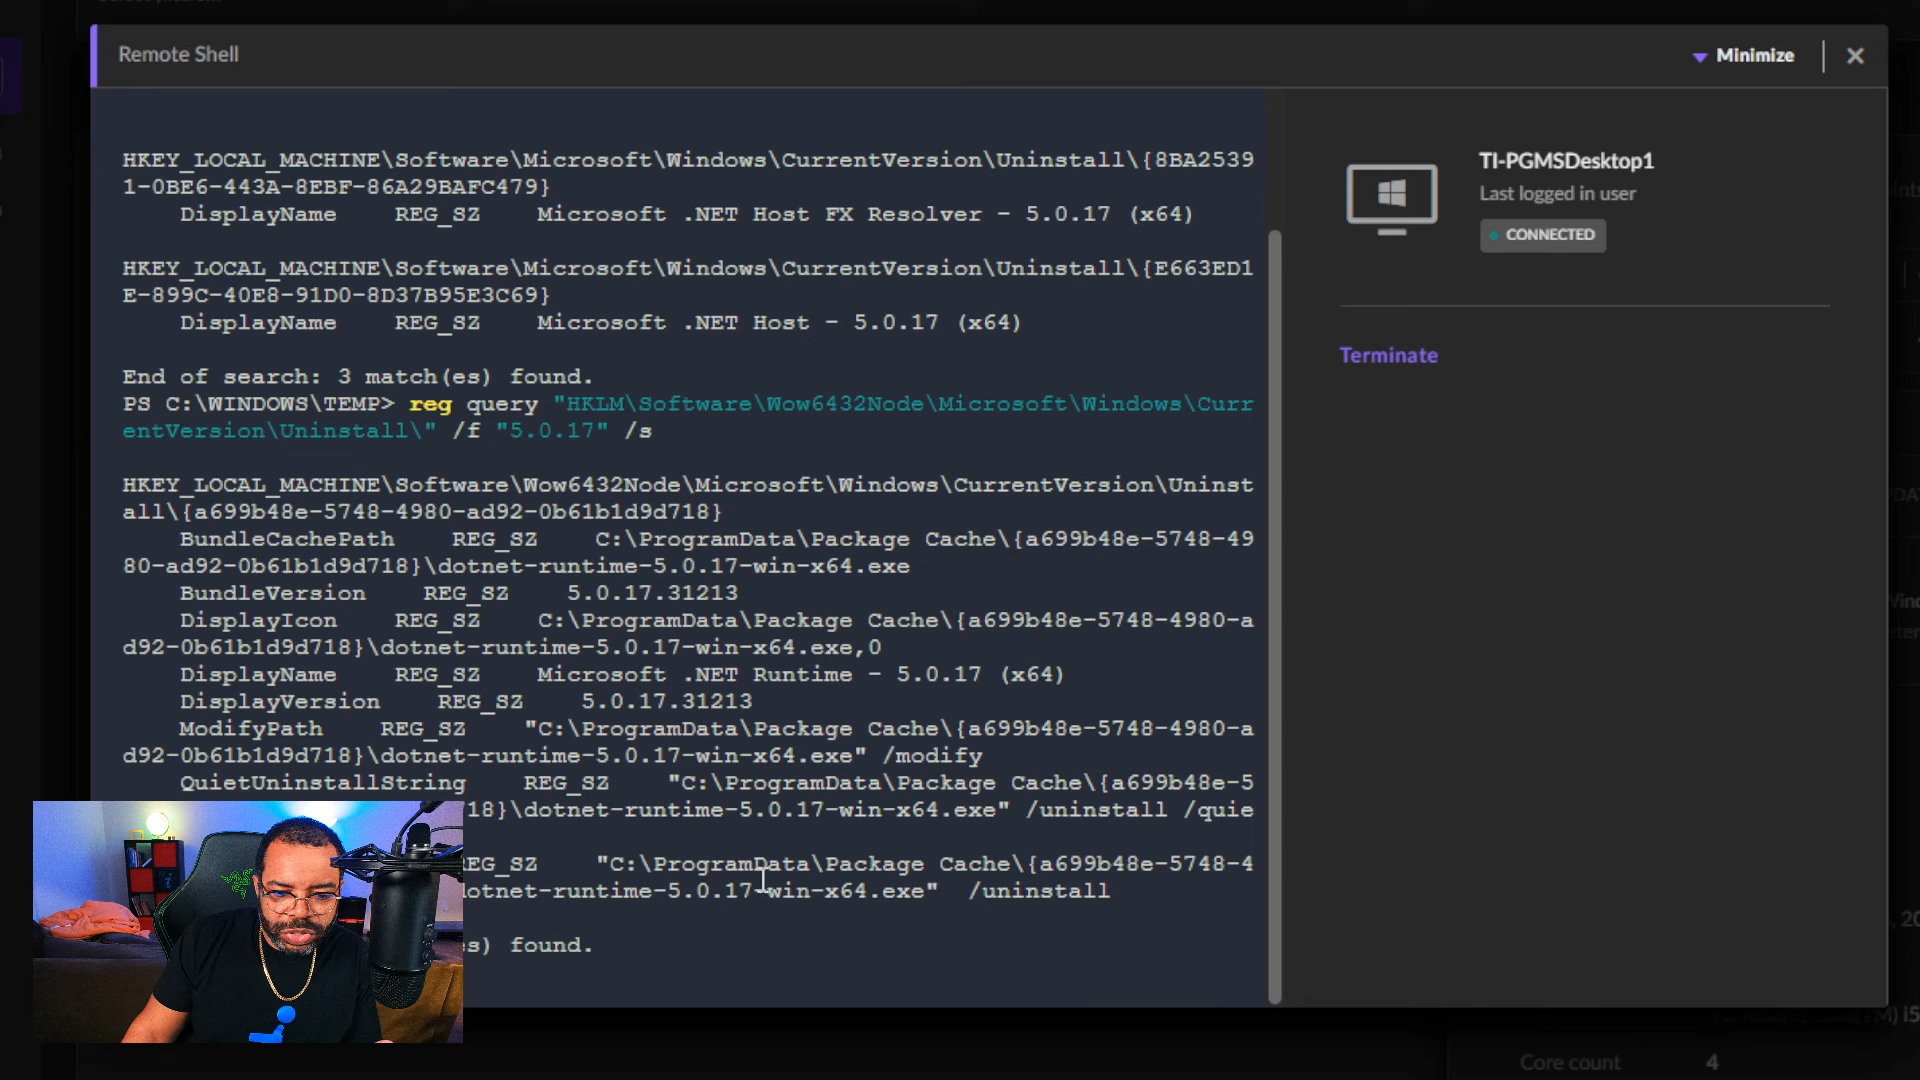 Remote Shell
Minimize
HKEY_LOCAL_MACHINE\Software\Microsoft\Windows\CurrentVersion\Uninstall\{8BA2539
1-0BE6-443A-8EBF-86A29BAFC479}
DisplayName REG_SZ Microsoft .NET Host FX Resolver - 5.0.17 (x64)
HKEY_LOCAL_MACHINE\Software\Microsoft\Windows\CurrentVersion\Uninstall\{E663ED1
E-899C-40E8-91D0-8D37B95E3C69}
DisplayName REG_SZ Microsoft .NET Host - 5.0.17 (x64)
End of search: 3 match(es) found.
PS C:\WINDOWS\TEMP> reg query "HKLM\Software\Wow6432Node\Microsoft\Windows\Curr
entVersion\Uninstall\" /f "5.0.17" /s
HKEY_LOCAL_MACHINE\Software\Wow6432Node\Microsoft\Windows\CurrentVersion\Uninst
all\{a699b48e-5748-4980-ad92-0b61b1d9d718}
BundleCachePath REG_SZ C:\ProgramData\Package Cache\{a699b48e-5748-49
80-ad92-0b61b1d9d718}\dotnet-runtime-5.0.17-win-x64.exe
BundleVersion REG_SZ 5.0.17.31213
DisplayIcon REG_SZ C:\ProgramData\Package Cache\{a699b48e-5748-4980-a
d92-0b61b1d9d718}\dotnet-runtime-5.0.17-win-x64.exe,0
DisplayName REG_SZ Microsoft .NET Runtime - 5.0.17 (x64)
DisplayVersion REG_SZ 5.0.17.31213
ModifyPath REG_SZ "C:\ProgramData\Package Cache\{a699b48e-5748-4980-a
d92-0b61b1d9d718}\dotnet-runtime-5.0.17-win-x64.exe" /modify
QuietUninstallString REG_SZ "C:\ProgramData\Package Cache\{a699b48e-5
18}\dotnet-runtime-5.0.17-win-x64.exe" /uninstall /quie
REG_SZ "C:\ProgramData\Package Cache\{a699b48e-5748-4
dotnet-runtime-5.0.17-win-x64.exe" /uninstall
s) found.
TI-PGMSDesktop1
Last logged in user
CONNECTED
Terminate
Core count 4